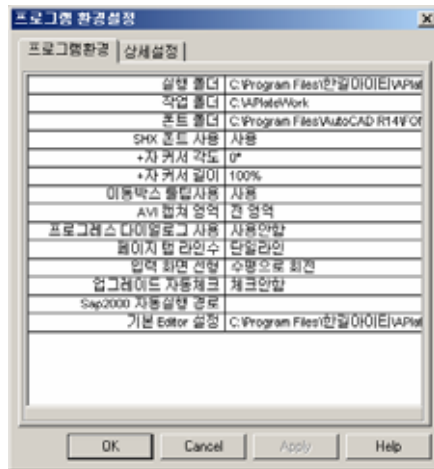 프로그램 환경설정
프로그램환경 상세설정
실행 폴더 C:\Program Files\한길아이티\APlat
작업 폴더 C:\APlate\Work
폰트 폴더 C:\Program Files\AutoCAD R14\FON
SHX 폰트 사용 사용
+자 커서 각도 0°
+자 커서 길이 100%
이동박스 툴팁사용 사용
AVI 캡쳐 영역 전 영역
프로그레스 다이얼로그 사용 사용안함
페이지 탭 라인수 단일라인
입력 화면 선형 수평으로 회전
업그레이드 자동체크 체크안함
Sap2000 자동실행 경로
기본 Editor 설정 C:\Program Files\한길아이티\APlat
OK Cancel Apply Help